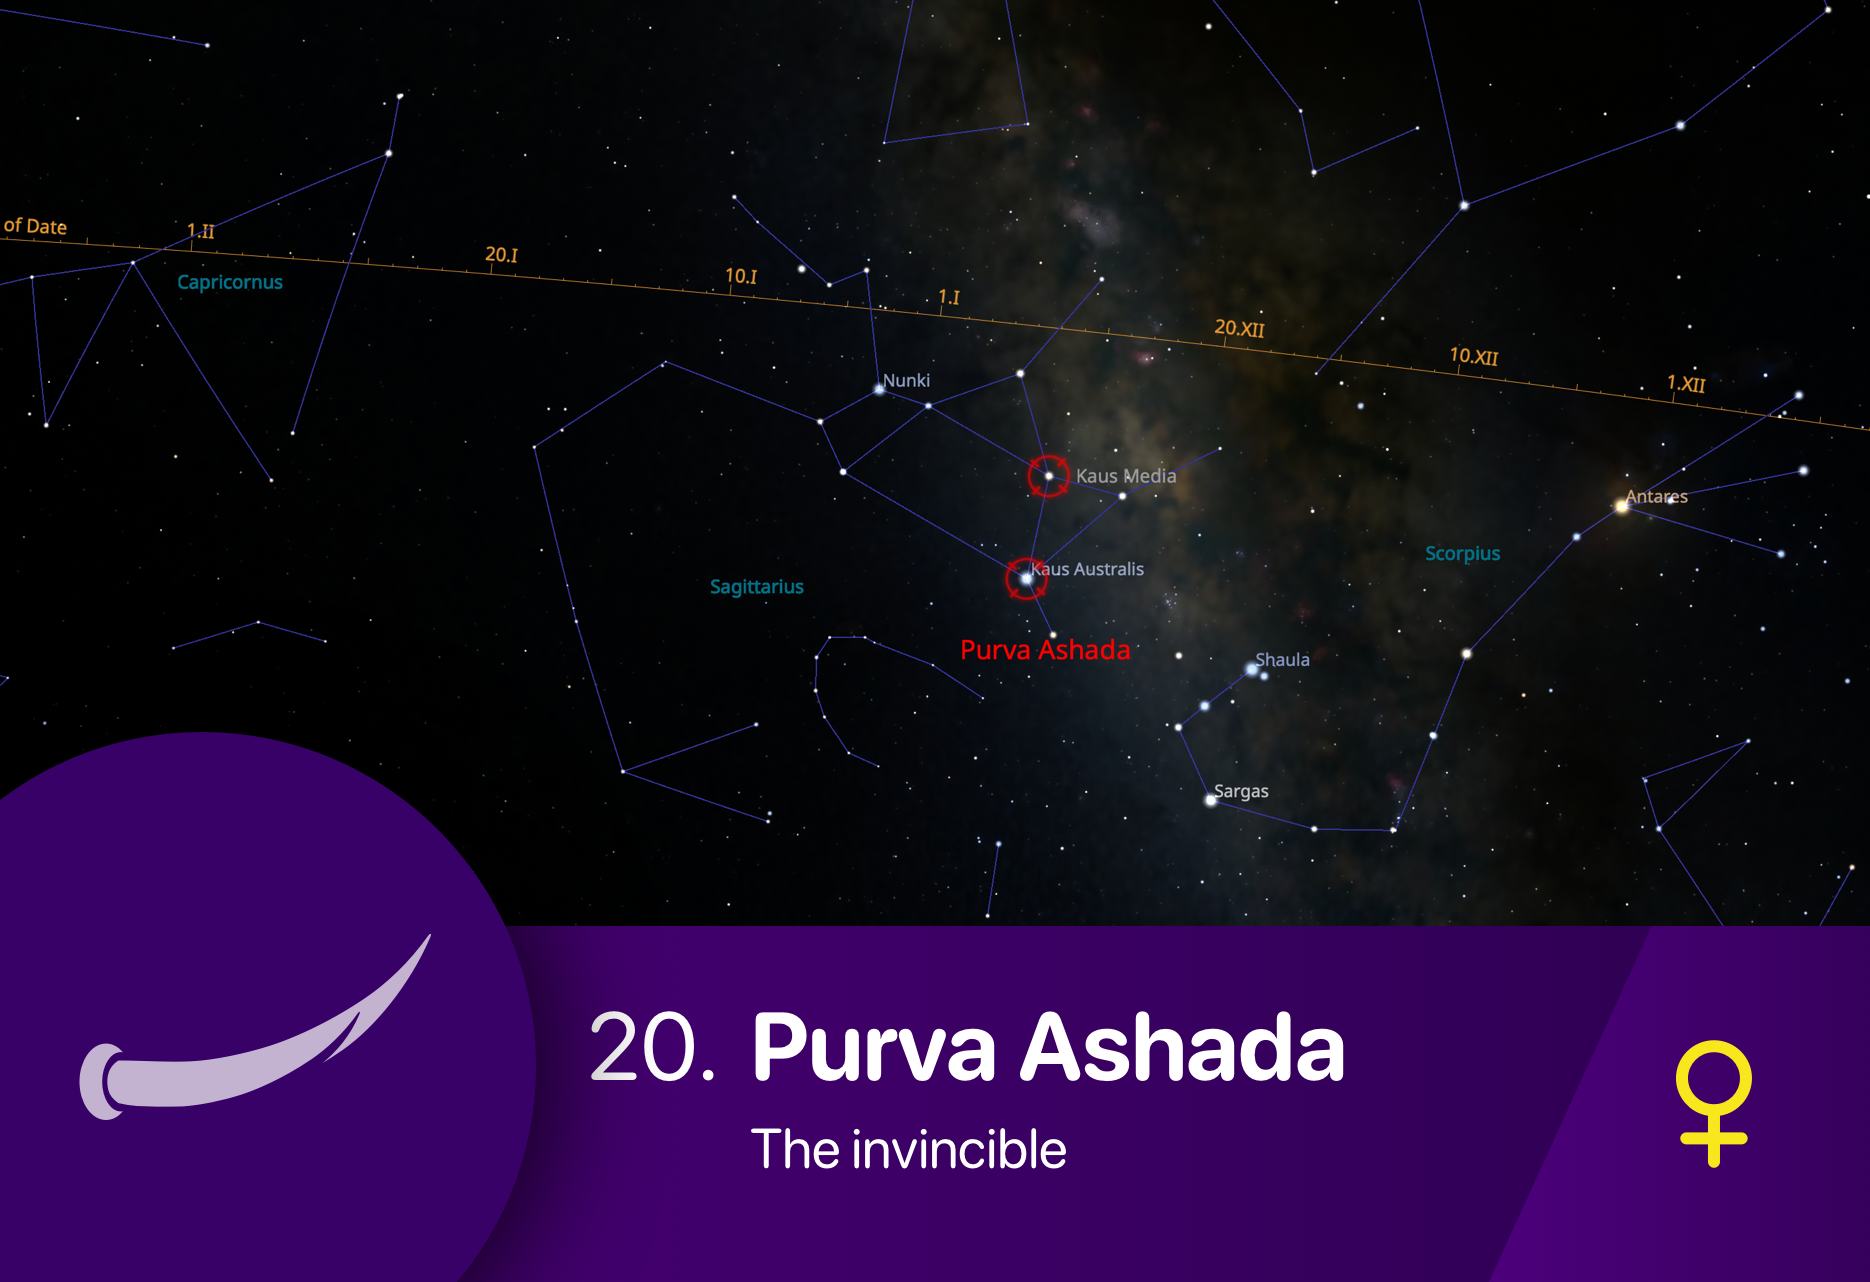 of Date
1.II
20.I
10.I
1.I
20.XII
10.XII
1.XII
Capricornus
Nunki
Kaus Media
Antares
Scorpius
Kaus Australis
Sagittarius
Purva Ashada
Shaula
Sargas
20. Purva Ashada
The invincible